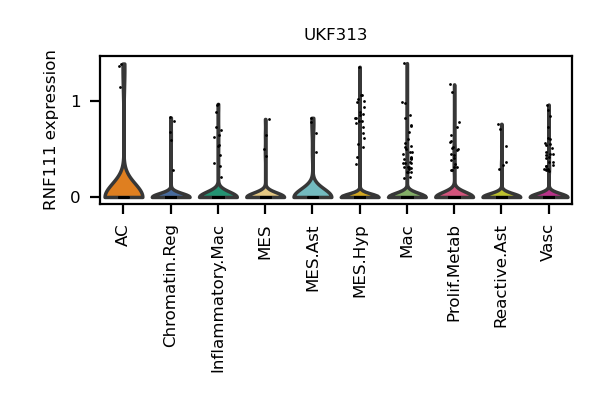 UKF313
RNF111 expression
1
0
AC
Chromatin.Reg
Inflammatory.Mac
MES
MES.Ast
MES.Hyp
Mac
Prolif.Metab
Reactive.Ast
Vasc